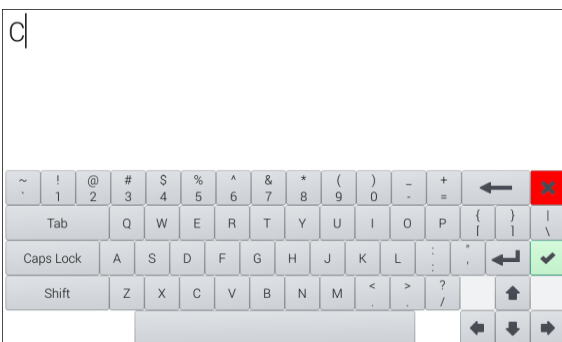 C
~ ! @ # $ % ^ & * ( ) _ +
` 1 2 3 4 5 6 7 8 9 0 - =
Tab Q W E R T Y U I O P { } |
[ ] \
Caps Lock A S D F G H J K L : "
; '
Shift Z X C V B N M < > ?
, . /